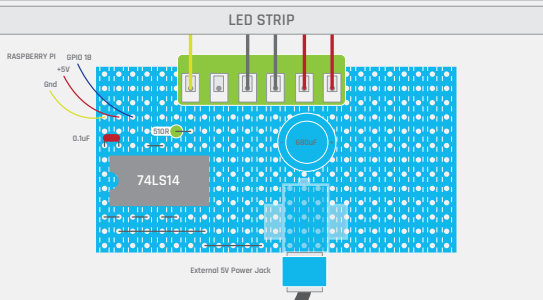 LED STRIP
RASPBERRY PI
GPIO 18
+5V
Gnd
0.1uF
510R
680uF
74LS14
External 5V Power Jack